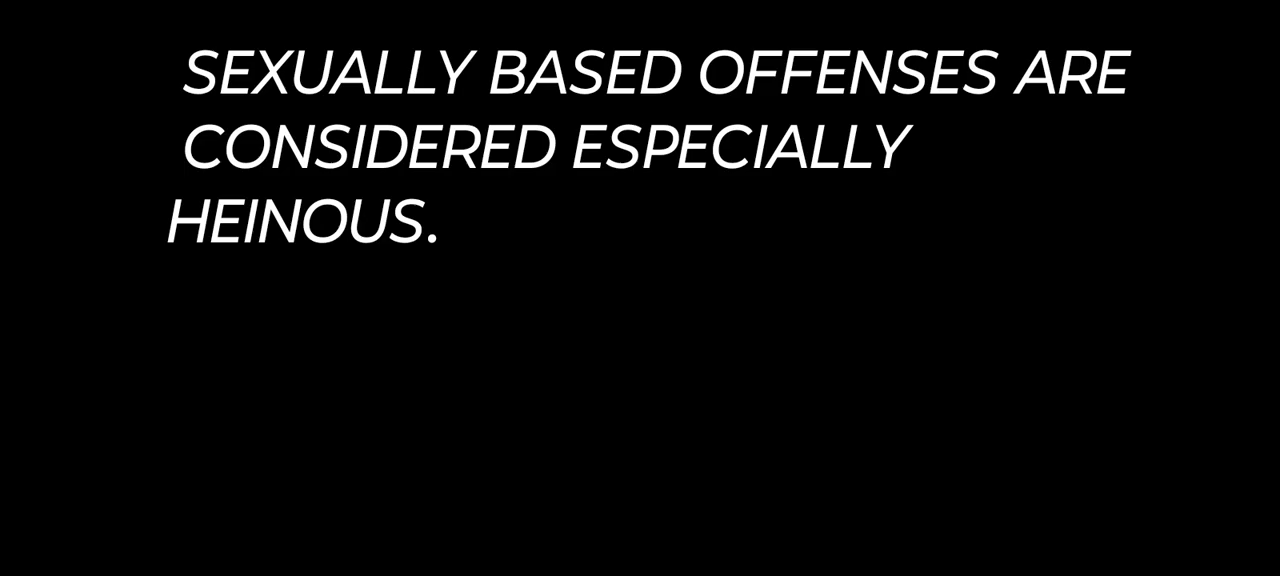 SEXUALLY BASED OFFENSES ARE
CONSIDERED ESPECIALLY
HEINOUS.